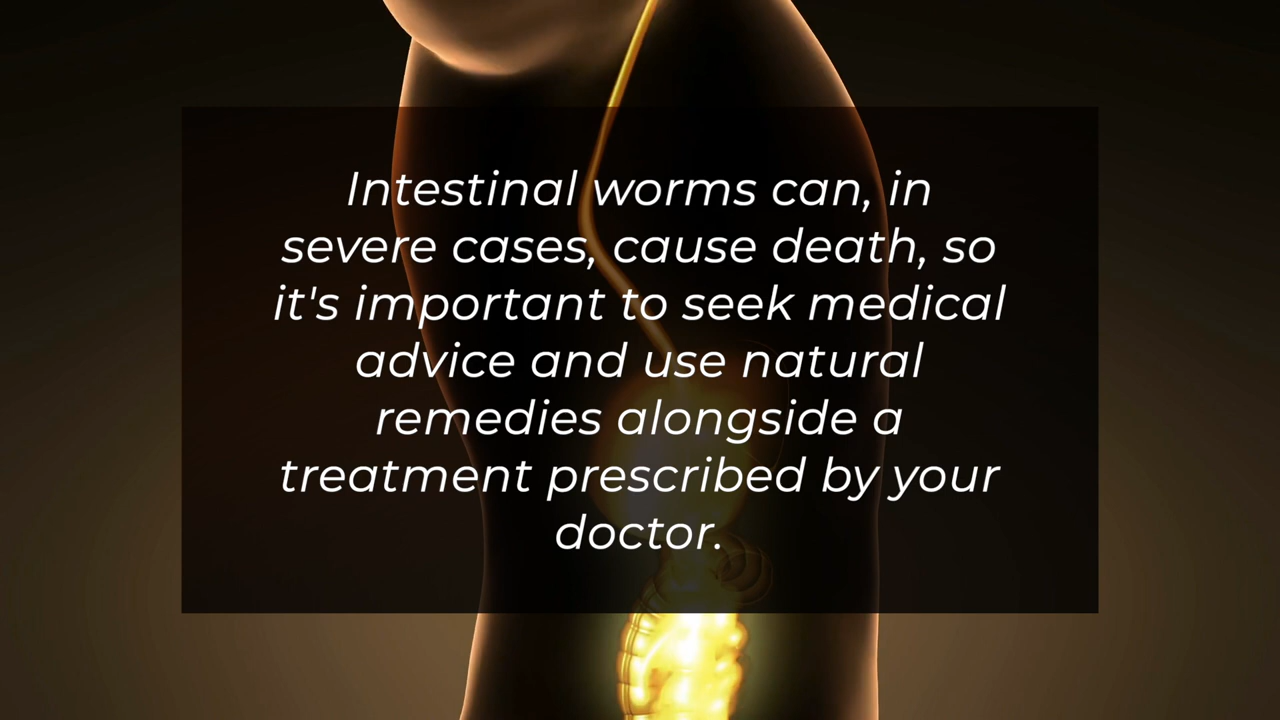 Intestinal worms can, in
severe cases, cause death, so
it's important to seek medical
advice and use natural
remedies alongside a
treatment prescribed by your
doctor.